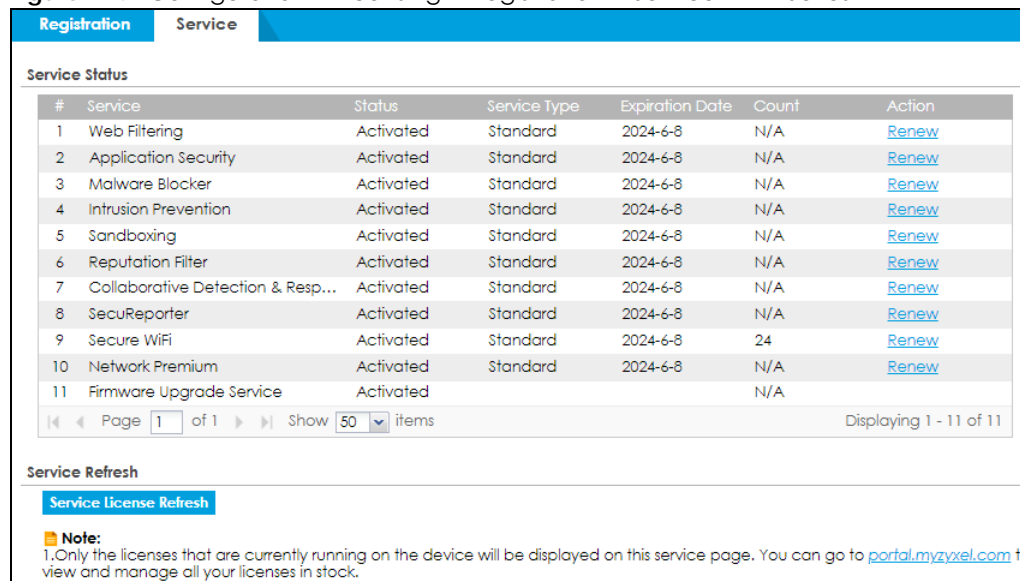 Registration Service
Service Status
# Service Status Service Type Expiration Date Count Action
1 Web Filtering Activated Standard 2024-6-8 N/A Renew
2 Application Security Activated Standard 2024-6-8 N/A Renew
3 Malware Blocker Activated Standard 2024-6-8 N/A Renew
4 Intrusion Prevention Activated Standard 2024-6-8 N/A Renew
5 Sandboxing Activated Standard 2024-6-8 N/A Renew
6 Reputation Filter Activated Standard 2024-6-8 N/A Renew
7 Collaborative Detection & Resp... Activated Standard 2024-6-8 N/A Renew
8 SecuReporter Activated Standard 2024-6-8 N/A Renew
9 Secure WiFi Activated Standard 2024-6-8 24 Renew
10 Network Premium Activated Standard 2024-6-8 N/A Renew
11 Firmware Upgrade Service Activated N/A
Page 1 of 1 Show 50 items Displaying 1 - 11 of 11
Service Refresh
Service License Refresh
Note:
1.Only the licenses that are currently running on the device will be displayed on this service page. You can go to portal.myzyxel.com t
view and manage all your licenses in stock.